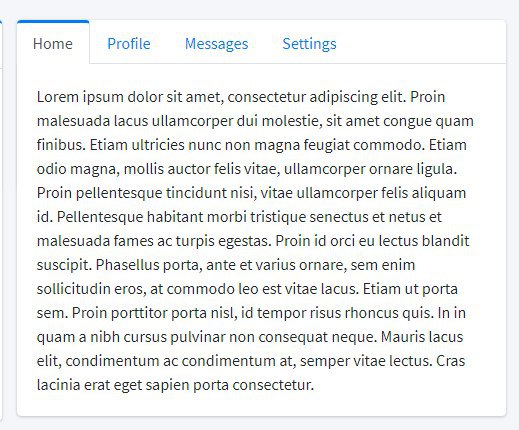 Home Profile Messages Settings
Lorem ipsum dolor sit amet, consectetur adipiscing elit. Proin
malesuada lacus ullamcorper dui molestie, sit amet congue quam
finibus. Etiam ultricies nunc non magna feugiat commodo. Etiam
odio magna, mollis auctor felis vitae, ullamcorper ornare ligula.
Proin pellentesque tincidunt nisi, vitae ullamcorper felis aliquam
id. Pellentesque habitant morbi tristique senectus et netus et
malesuada fames ac turpis egestas. Proin id orci eu lectus blandit
suscipit. Phasellus porta, ante et varius ornare, sem enim
sollicitudin eros, at commodo leo est vitae lacus. Etiam ut porta
sem. Proin porttitor porta nisl, id tempor risus rhoncus quis. In in
quam a nibh cursus pulvinar non consequat neque. Mauris lacus
elit, condimentum ac condimentum at, semper vitae lectus. Cras
lacinia erat eget sapien porta consectetur.